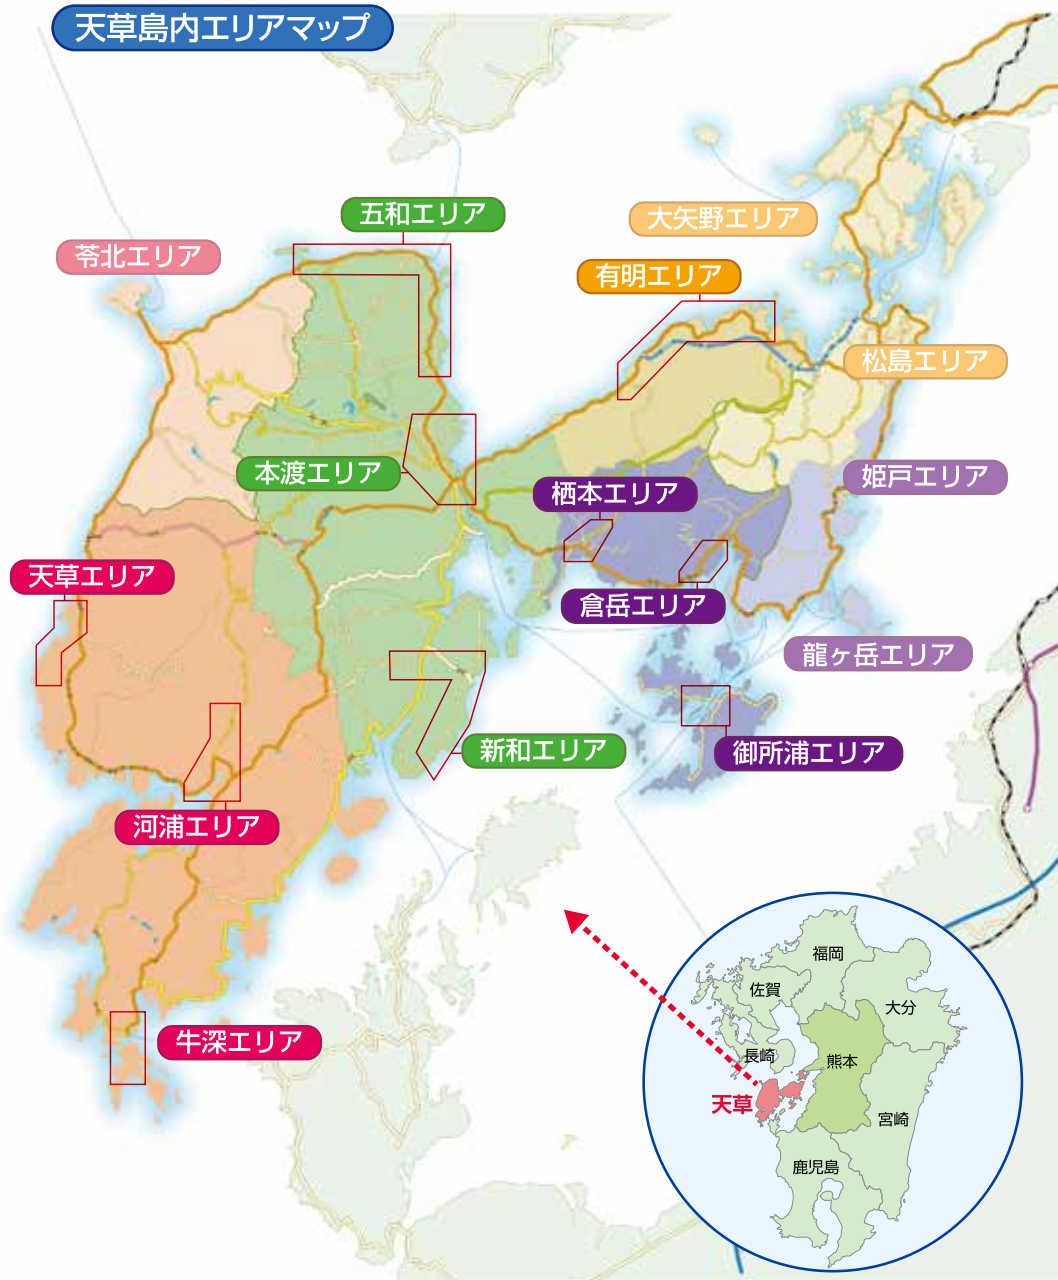 天草島内エリアマップ
五和エリア
大矢野エリア
苓北エリア
有明エリア
松島エリア
本渡エリア
姫戸エリア
栖本エリア
天草エリア
倉岳エリア
龍ヶ岳エリア
新和エリア
御所浦エリア
河浦エリア
牛深エリア
福岡
佐賀
大分
長崎
熊本
天草
宮崎
鹿児島